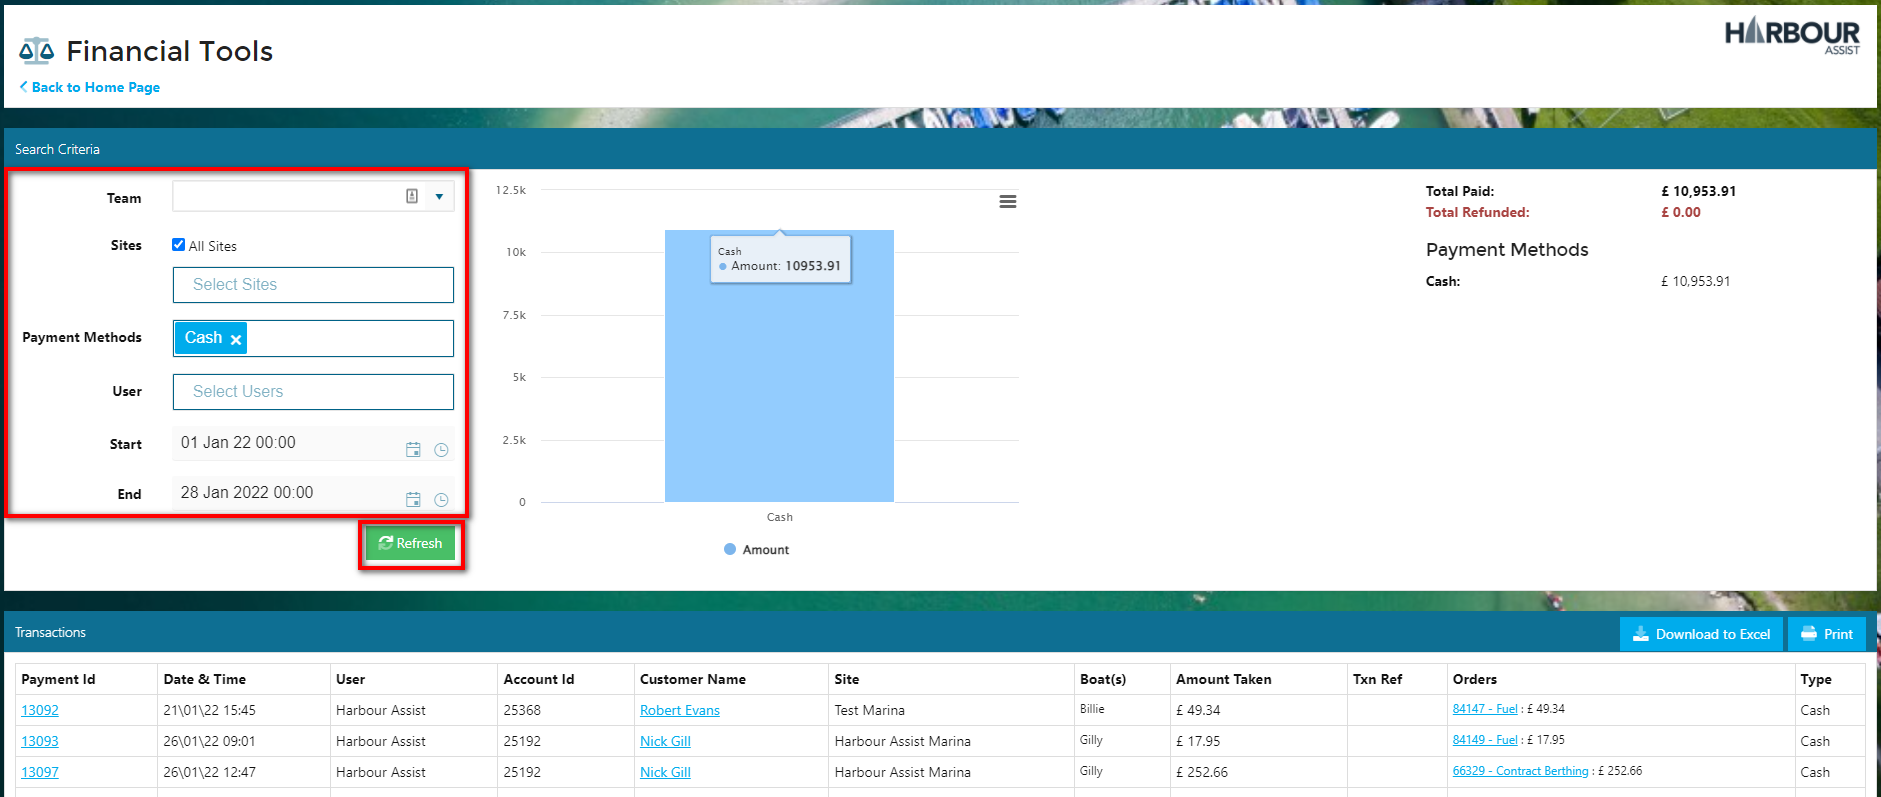 HARBOUR
ASSIST
Financial Tools
Back to Home Page
Search Criteria
Team
Sites
All Sites
Select Sites
Payment Methods
Cash
User
Select Users
Start
01 Jan 22 00:00
End
28 Jan 2022 00:00
Refresh
12.5k
10k
7.5k
5k
2.5k
0
Cash
Amount: 10953.91
Cash
Amount
Total Paid: £ 10,953.91
Total Refunded: £ 0.00
Payment Methods
Cash: £ 10,953.91
Transactions
Download to Excel Print
Payment Id Date & Time User Account Id Customer Name Site Boat(s) Amount Taken Txn Ref Orders Type
13092 21\01\22 15:45 Harbour Assist 25368 Robert Evans Test Marina Billie £ 49.34 84147 - Fuel : £ 49.34 Cash
13093 26\01\22 09:01 Harbour Assist 25192 Nick Gill Harbour Assist Marina Gilly £ 17.95 84149 - Fuel : £ 17.95 Cash
13097 26\01\22 12:47 Harbour Assist 25192 Nick Gill Harbour Assist Marina Gilly £ 252.66 66329 - Contract Berthing : £ 252.66 Cash